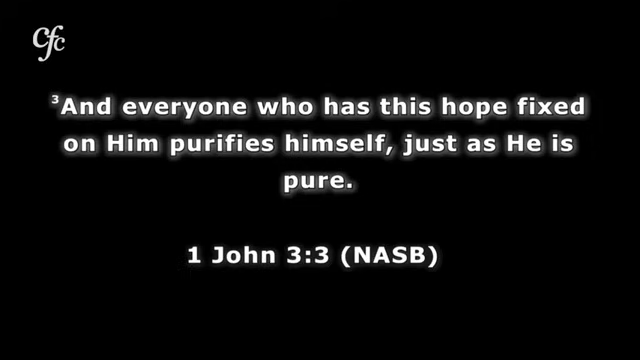 cfc
³And everyone who has this hope fixed
on Him purifies himself, just as He is
pure.
1 John 3:3 (NASB)